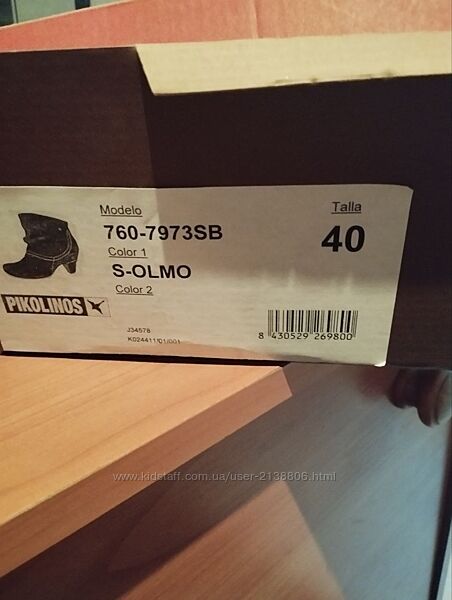 Modelo
760-7973SB
Color 1
S-OLMO
Color 2
Talla
40
PIKOLINOS
J34578
K024411/01/001
8 430529 269800
www.kidstaff.com.ua/user-2138806.html